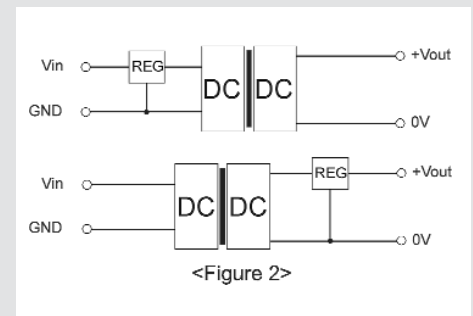 Vin REG DC DC +Vout
GND 0V
Vin DC DC REG +Vout
GND 0V
<Figure 2>